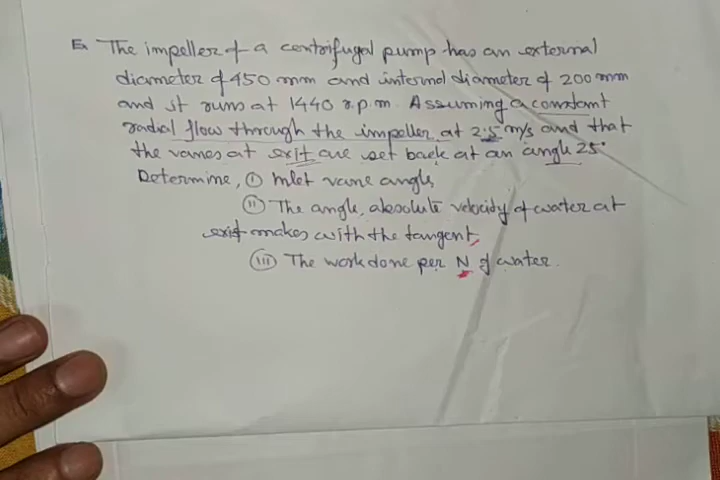 Ex The impeller of a centrifugal pump has an external
diameter of 450 mm and internal diameter of 200 mm
and it runs at 1440 r.p.m. Assuming a constant
radial flow through the impeller at 2.5 m/s and that
the vanes at exit are set back at an angle 25°
Determine, (i) Inlet vane angle,
(ii) The angle, absolute velocity of water at
exit makes with the tangent,
(iii) The workdone per N of water.